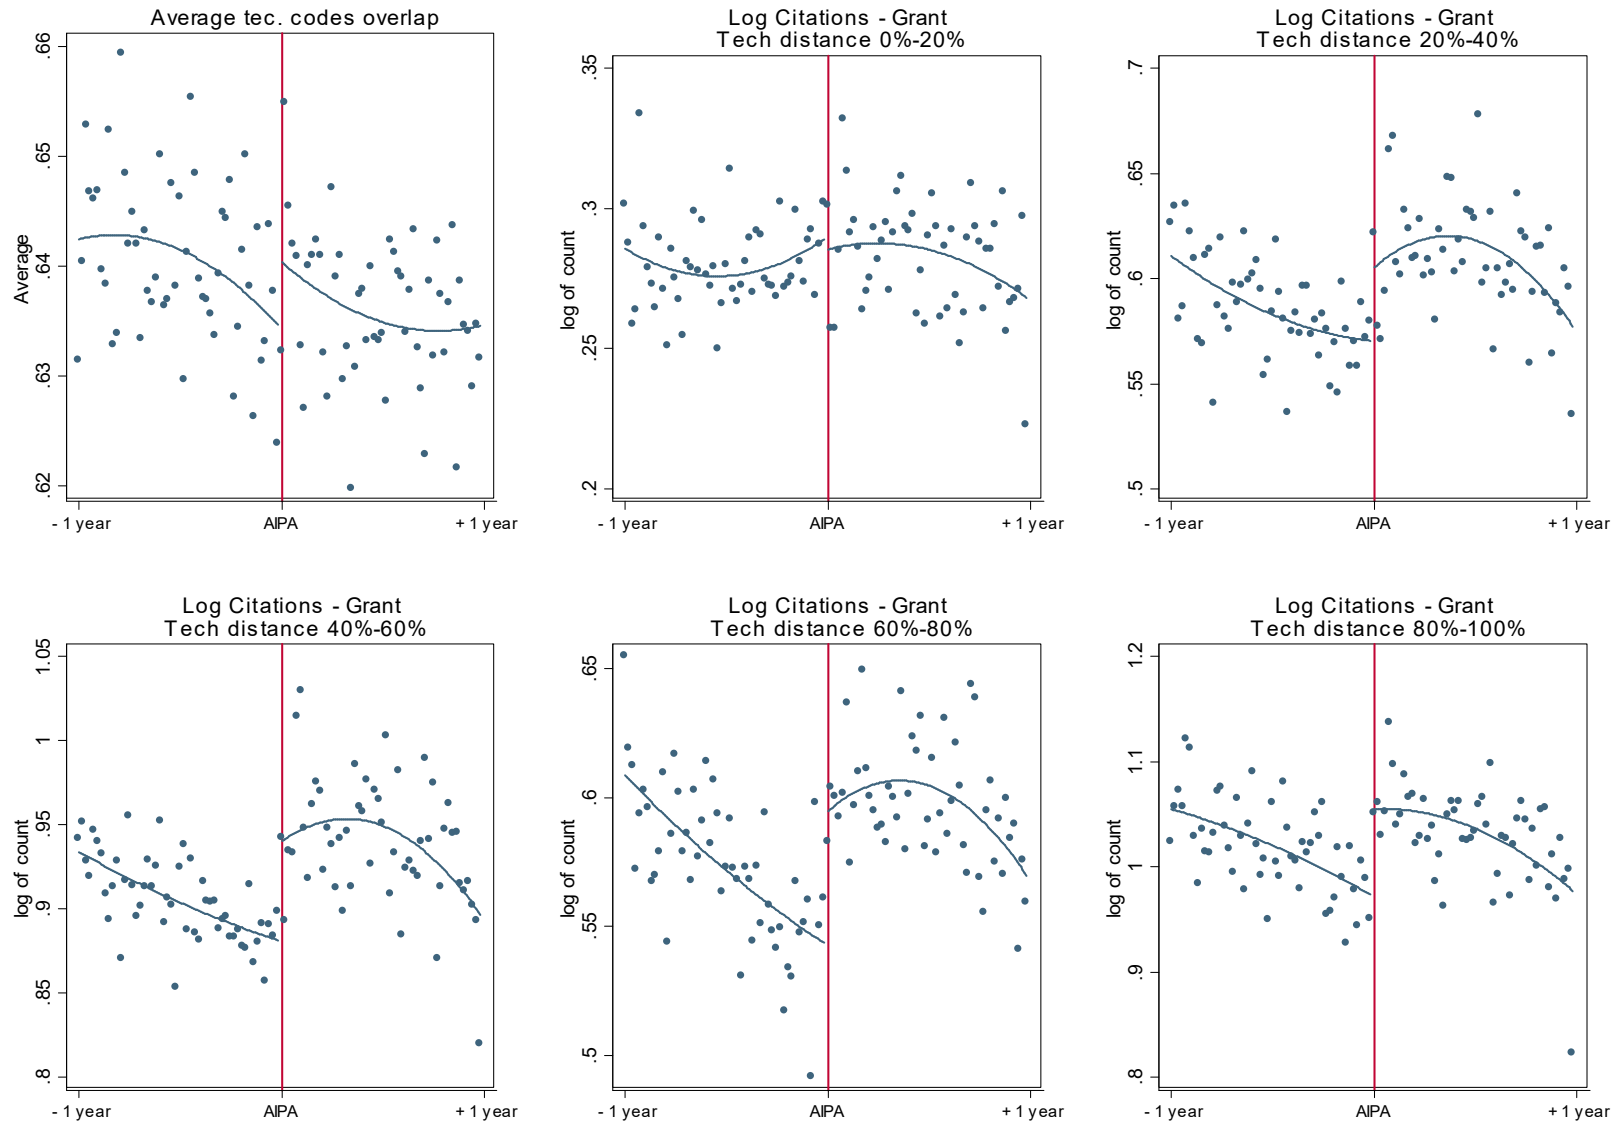 Average tec. codes overlap
Average
.66
.65
.64
.63
.62
- 1 year
AIPA
+ 1 year
Log Citations - Grant
Tech distance 0%-20%
log of count
.35
.3
.25
.2
- 1 year
AIPA
+ 1 year
Log Citations - Grant
Tech distance 20%-40%
log of count
.7
.65
.6
.55
.5
- 1 year
AIPA
+ 1 year
Log Citations - Grant
Tech distance 40%-60%
log of count
1.05
1
.95
.9
.85
.8
- 1 year
AIPA
+ 1 year
Log Citations - Grant
Tech distance 60%-80%
log of count
.65
.6
.55
.5
- 1 year
AIPA
+ 1 year
Log Citations - Grant
Tech distance 80%-100%
log of count
1.2
1.1
1
.9
.8
- 1 year
AIPA
+ 1 year